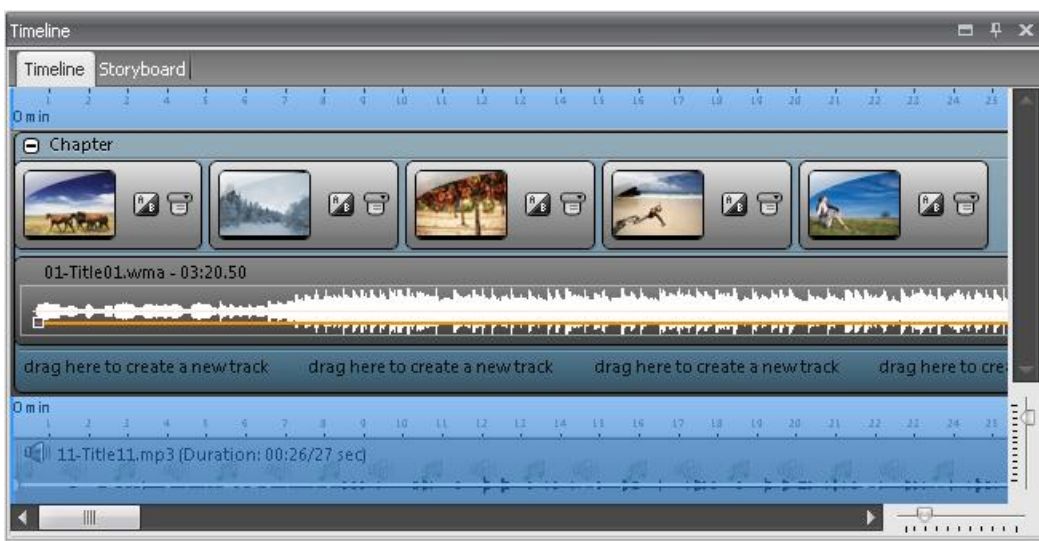 Timeline
Timeline Storyboard
1 2 3 4 5 6 7 8 9 10 11 12 13 14 15 16 17 18 19 20 21 22 23 24 25
0 min
Chapter
A B A B A B A B A B
01-Title01.wma - 03:20.50
drag here to create a new track drag here to create a new track drag here to create a new track drag here to cre
0 min
1 2 3 4 5 6 7 8 9 10 11 12 13 14 15 16 17 18 19 20 21 22 23 24 25
11-Title11.mp3 (Duration: 00:26/27 sec)